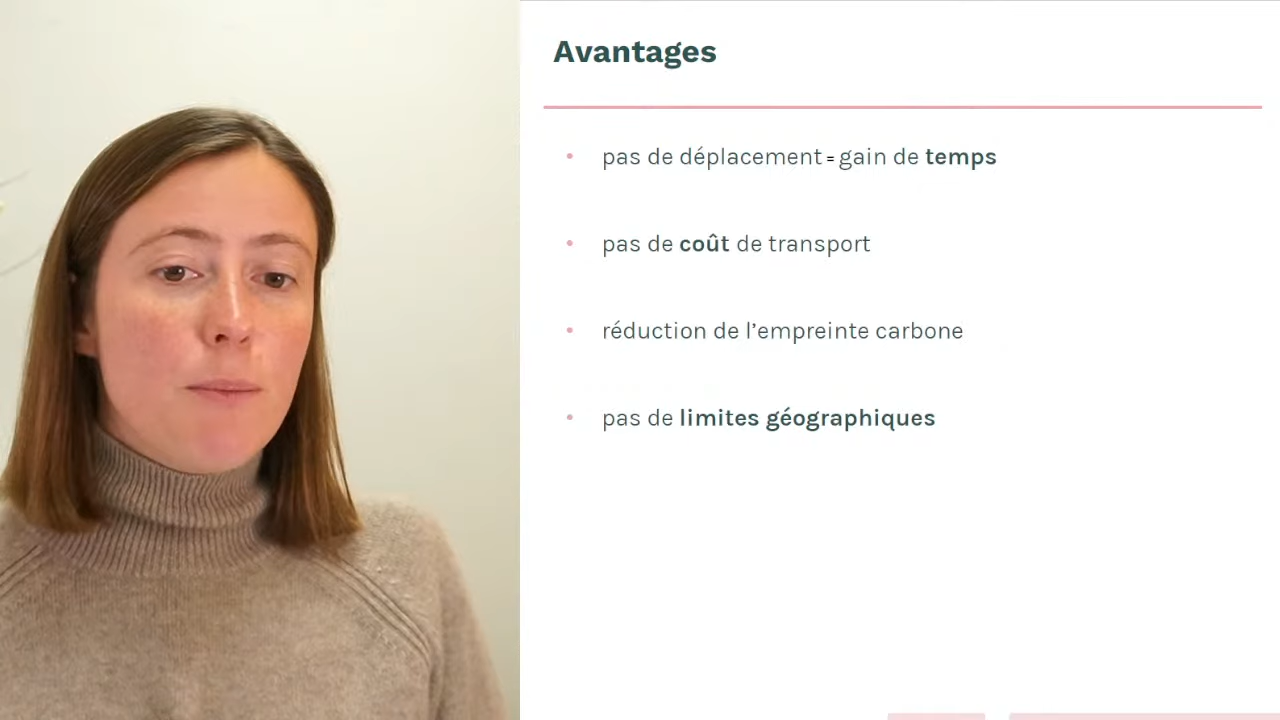 Avantages
pas de déplacement = gain de temps
pas de coût de transport
réduction de l’empreinte carbone
pas de limites géographiques